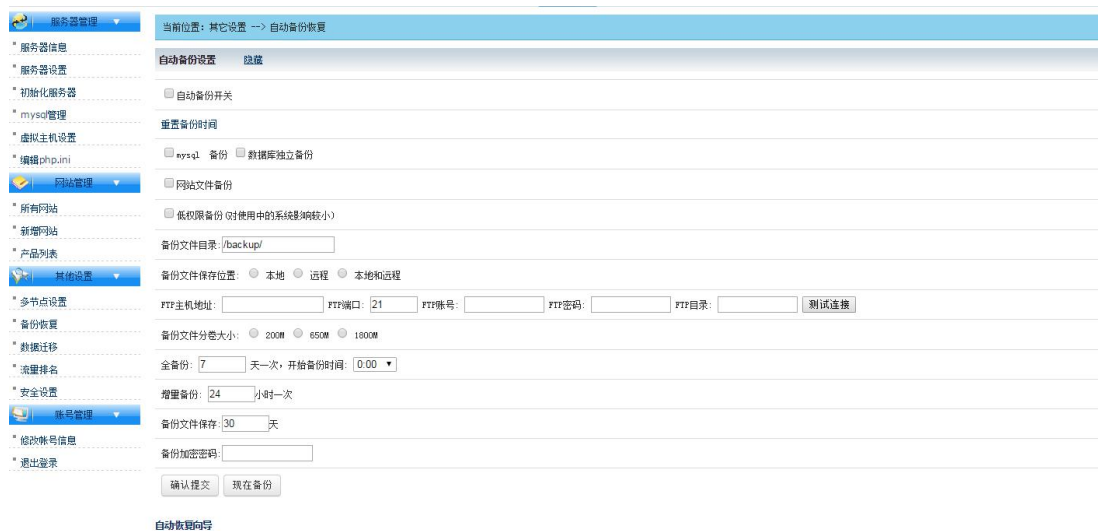 服务器管理
服务器信息
服务器设置
初始化服务器
mysql管理
虚拟主机设置
编辑php.ini
网站管理
所有网站
新增网站
产品列表
其他设置
多节点设置
备份恢复
数据迁移
流量排名
安全设置
账号管理
修改帐号信息
退出登录
当前位置: 其它设置 --> 自动备份恢复
自动备份设置 隐藏
自动备份开关
重置备份时间
mysql 备份 数据库独立备份
网站文件备份
低权限备份(对使用中的系统影响较小)
备份文件目录: /backup/
备份文件保存位置: 本地 远程 本地和远程
FTP主机地址: FTP端口: 21 FTP账号: FTP密码: FTP目录: 测试连接
备份文件分卷大小: 200M 650M 1800M
全备份: 7 天一次, 开始备份时间: 0:00
增量备份: 24 小时一次
备份文件保存: 30 天
备份加密密码:
确认提交 现在备份
自动恢复向导